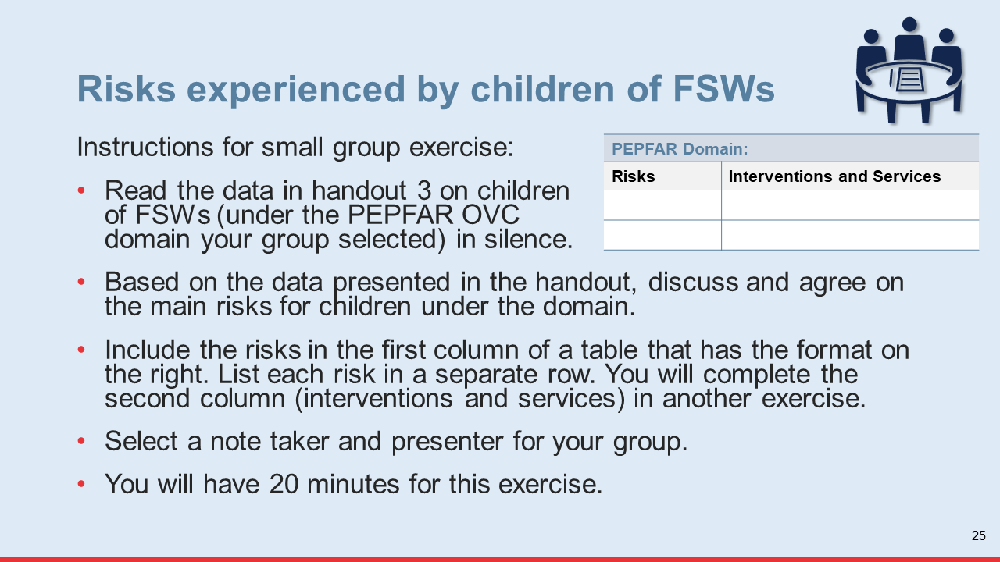 Risks experienced by children of FSWs
Instructions for small group exercise:
• Read the data in handout 3 on children
of FSWs (under the PEPFAR OVC
domain your group selected) in silence.
PEPFAR Domain:
Risks Interventions and Services
• Based on the data presented in the handout, discuss and agree on
the main risks for children under the domain.
• Include the risks in the first column of a table that has the format on
the right. List each risk in a separate row. You will complete the
second column (interventions and services) in another exercise.
• Select a note taker and presenter for your group.
• You will have 20 minutes for this exercise.
25